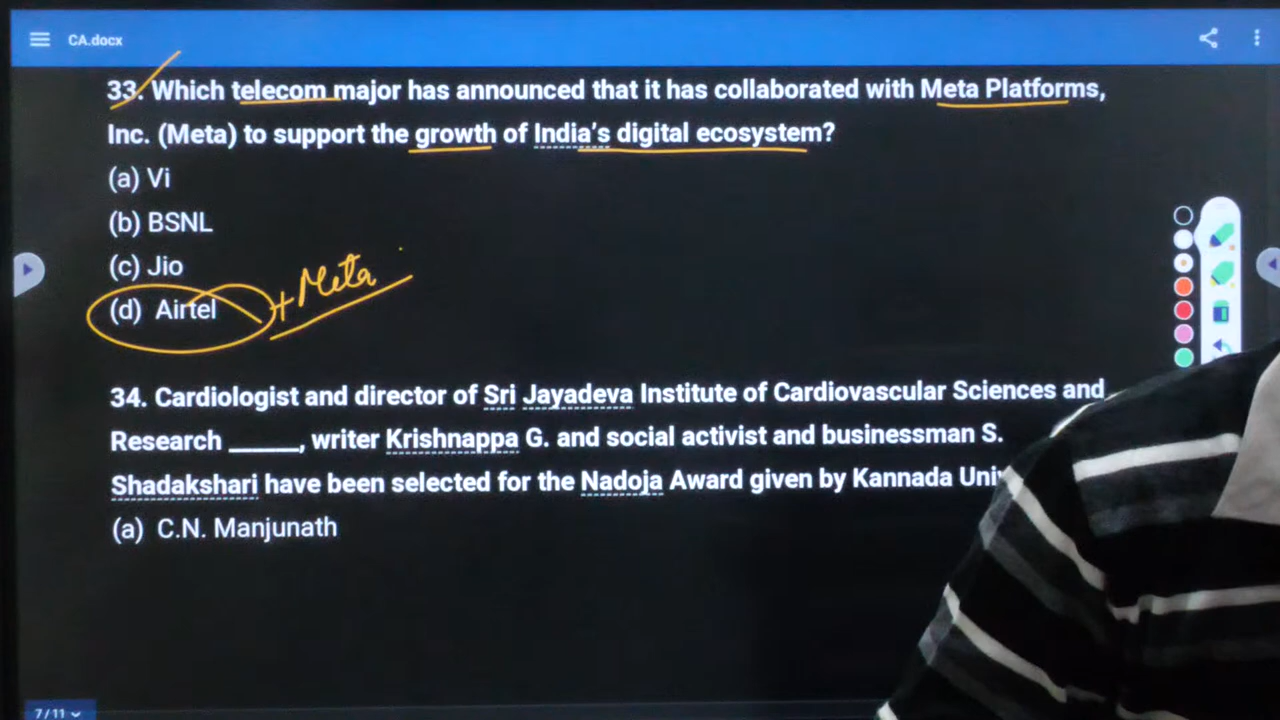 CA.docx
33. Which telecom major has announced that it has collaborated with Meta Platforms,
Inc. (Meta) to support the growth of India's digital ecosystem?
(a) Vi
(b) BSNL
(c) Jio
(d) Airtel + Meta
34. Cardiologist and director of Sri Jayadeva Institute of Cardiovascular Sciences and
Research _____, writer Krishnappa G. and social activist and businessman S.
Shadakshari have been selected for the Nadoja Award given by Kannada
(a) C.N. Manjunath
7/11